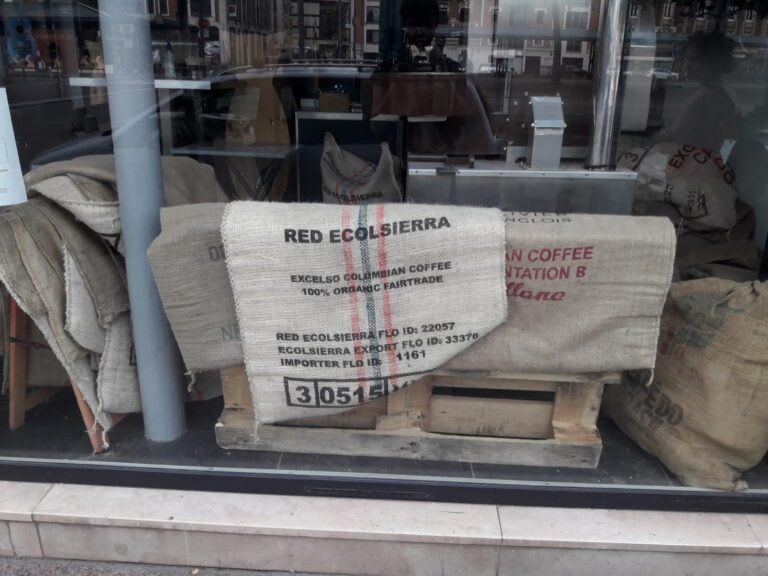 RED ECOLSIERRA
EXCELSO COLOMBIAN COFFEE
100% ORGANIC FAIRTRADE
RED ECOLSIERRA FLO ID: 22057
ECOLSIERRA EXPORT FLO ID: 33376
IMPORTER FLO ID: 1161
3 0515
AN COFFEE
NTATION B